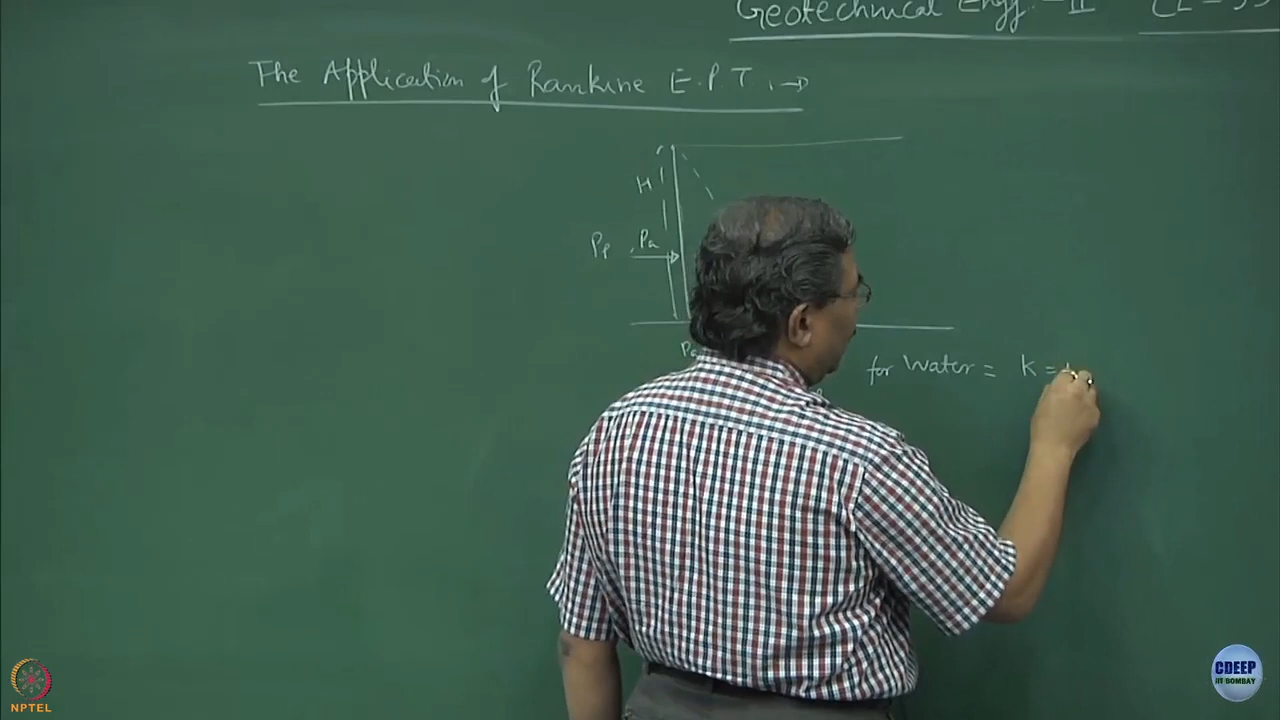 Geotechnical Engg. - II
The Application of Rankine E.P.T. →
H
Pp
Pa
for Water = K =
NPTEL
CDEEP
IIT BOMBAY